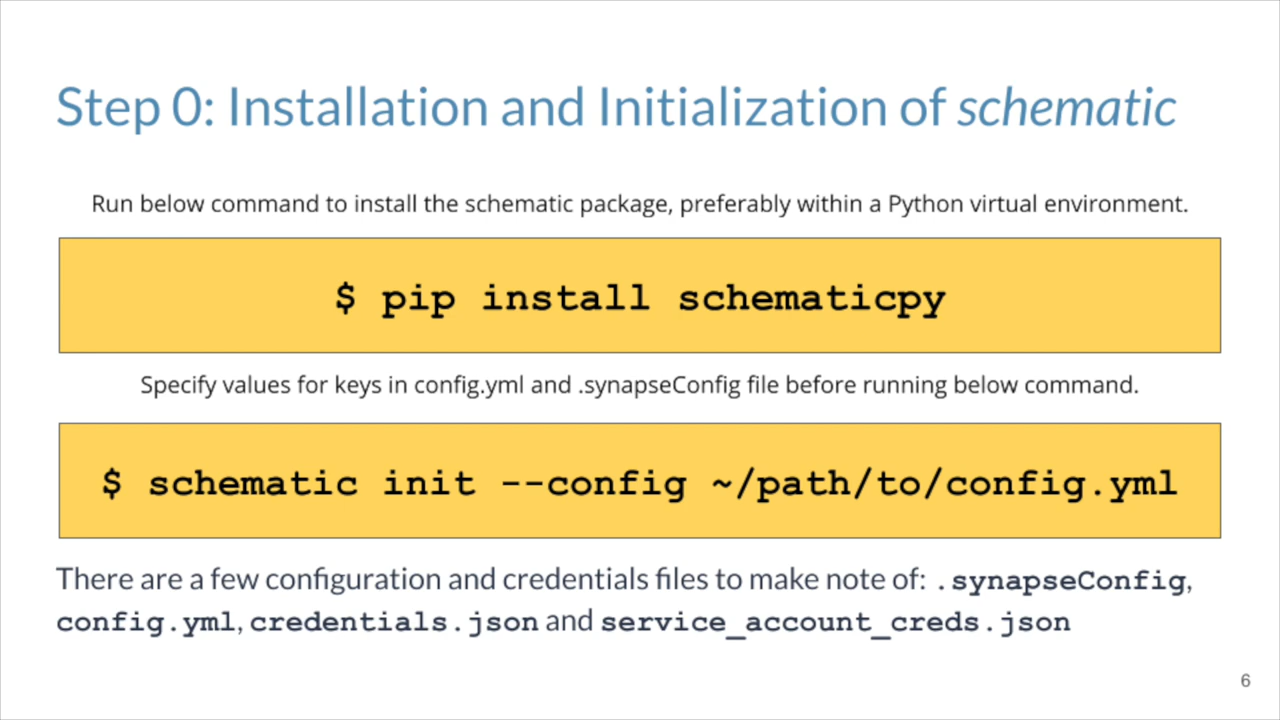 Step 0: Installation and Initialization of schematic
Run below command to install the schematic package, preferably within a Python virtual environment.
$ pip install schematicpy
Specify values for keys in config.yml and .synapseConfig file before running below command.
$ schematic init --config ~/path/to/config.yml
There are a few configuration and credentials files to make note of: .synapseConfig,
config.yml, credentials.json and service_account_creds.json
6